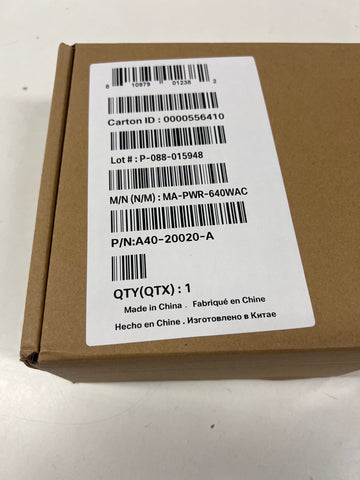 8 10979 01238 2
Carton ID : 0000556410
Lot # : P-088-015948
M/N (N/M) : MA-PWR-640WAC
P/N:A40-20020-A
QTY(QTX) : 1
Made in China . Fabriqué en Chine
Hecho en Chine . Изготовлено в Китае